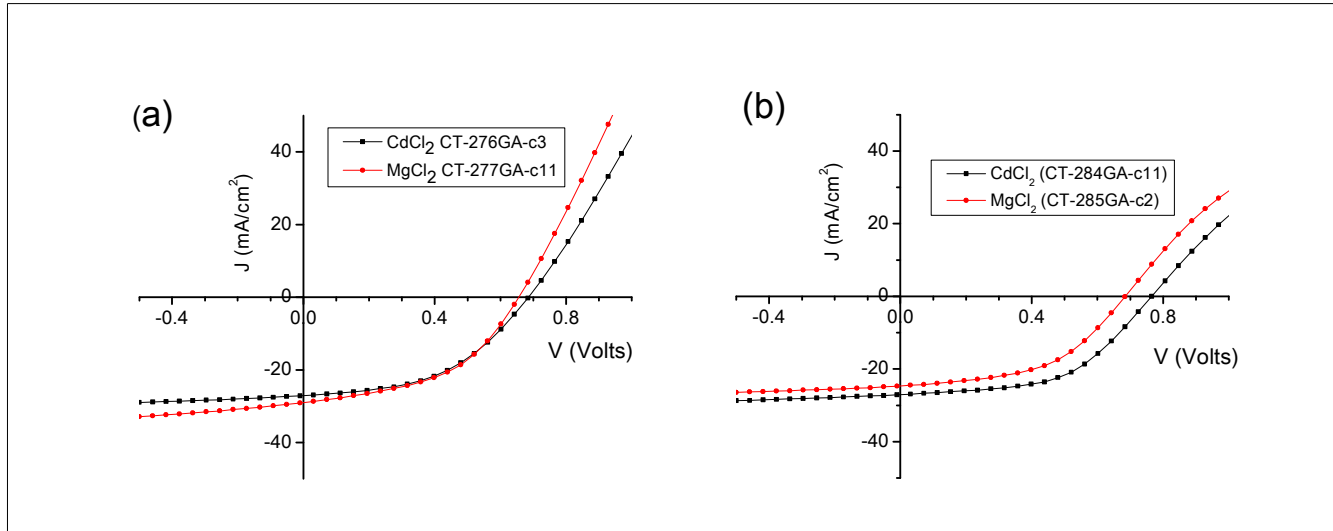 (a)
CdCl2 CT-276GA-c3
MgCl2 CT-277GA-c11
J (mA/cm2)
40
20
0
-20
-40
-0.4
0.0
0.4
0.8
V (Volts)
(b)
CdCl2 (CT-284GA-c11)
MgCl2 (CT-285GA-c2)
J (mA/cm2)
40
20
0
-20
-40
-0.4
0.0
0.4
0.8
V (Volts)